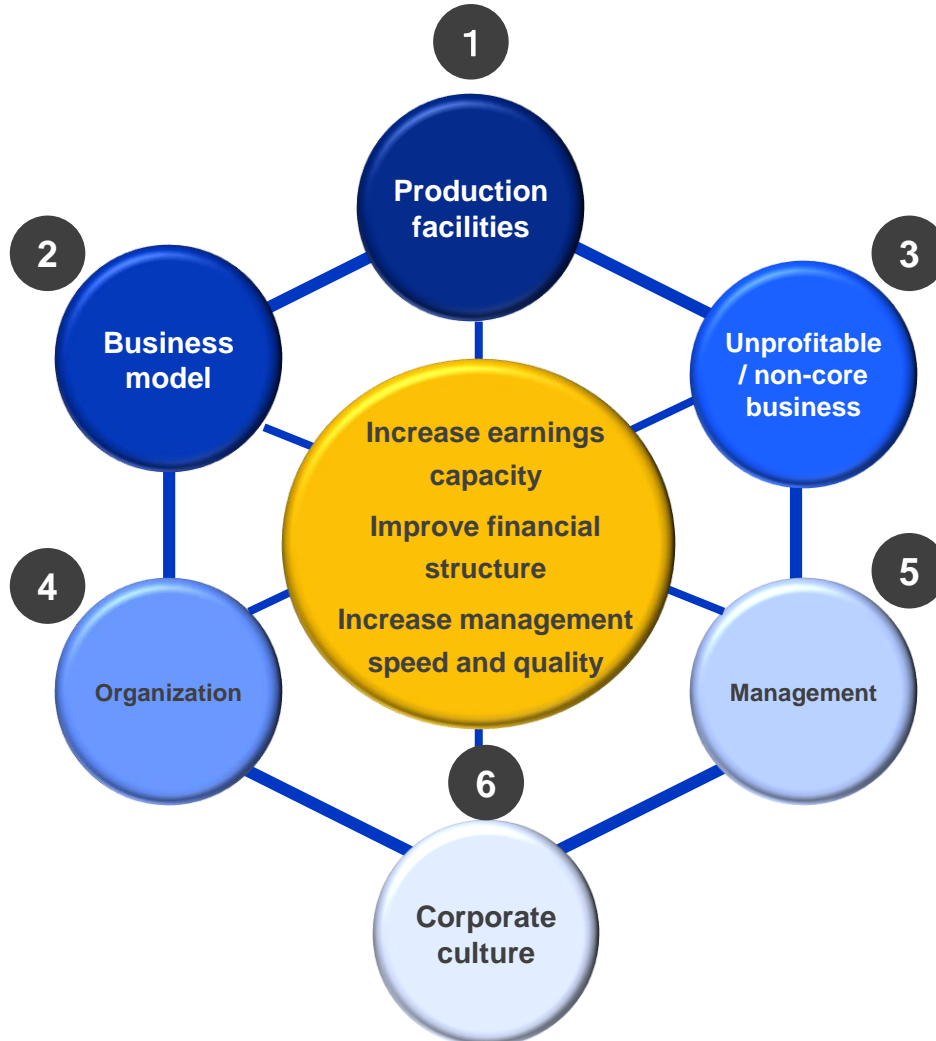 1
Production
facilities
2
Business
model
3
Unprofitable
/ non-core
business
Increase earnings
capacity
Improve financial
structure
Increase management
speed and quality
4
Organization
5
Management
6
Corporate
culture